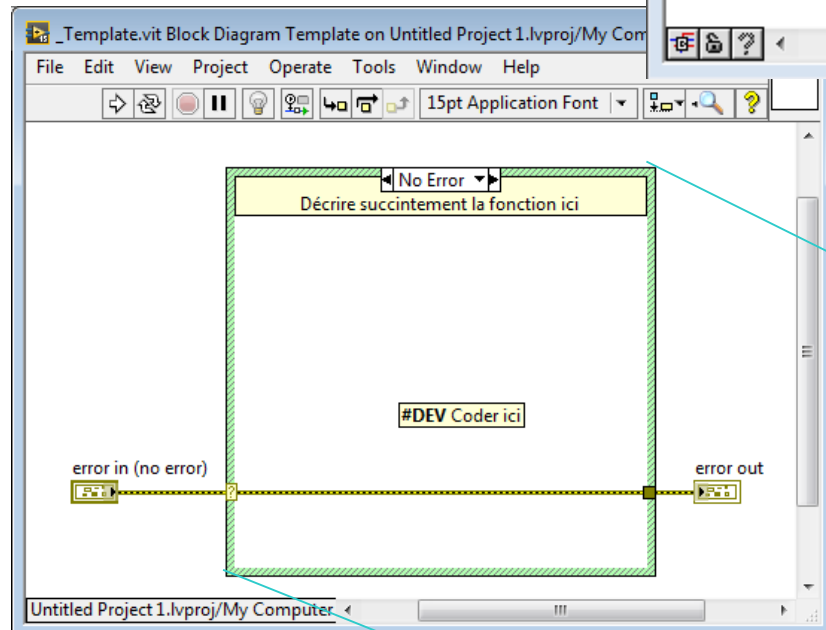 _Template.vit Block Diagram Template on Untitled Project 1.lvproj/My Com
File Edit View Project Operate Tools Window Help
15pt Application Font
No Error
Décrire succintement la fonction ici
#DEV Coder ici
error in (no error)
error out
?
Untitled Project 1.lvproj/My Computer